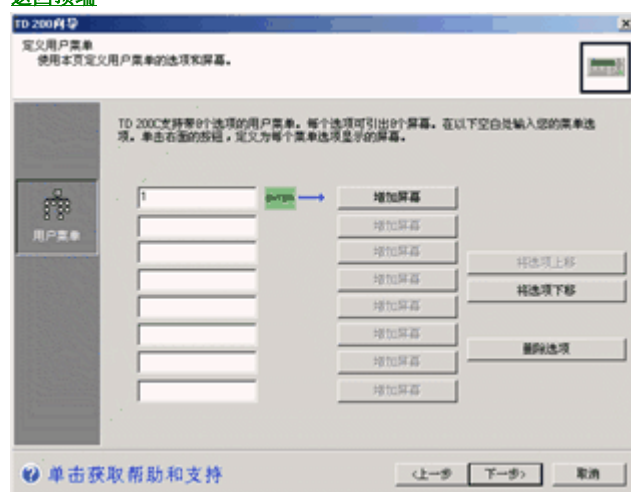 返回顶端
TD 200向导
定义用户菜单
使用本页定义用户菜单的选项和屏幕。
TD 200C支持带8个选项的用户菜单。每个选项可引出8个屏幕。在以下空白处输入您的菜单选
项。单击右面的按钮，定义为每个菜单选项显示的屏幕。
用户菜单
1
增加屏幕
增加屏幕
增加屏幕
增加屏幕
增加屏幕
增加屏幕
增加屏幕
增加屏幕
将选项上移
将选项下移
删除选项
单击获取帮助和支持
<上一步
下一步>
取消